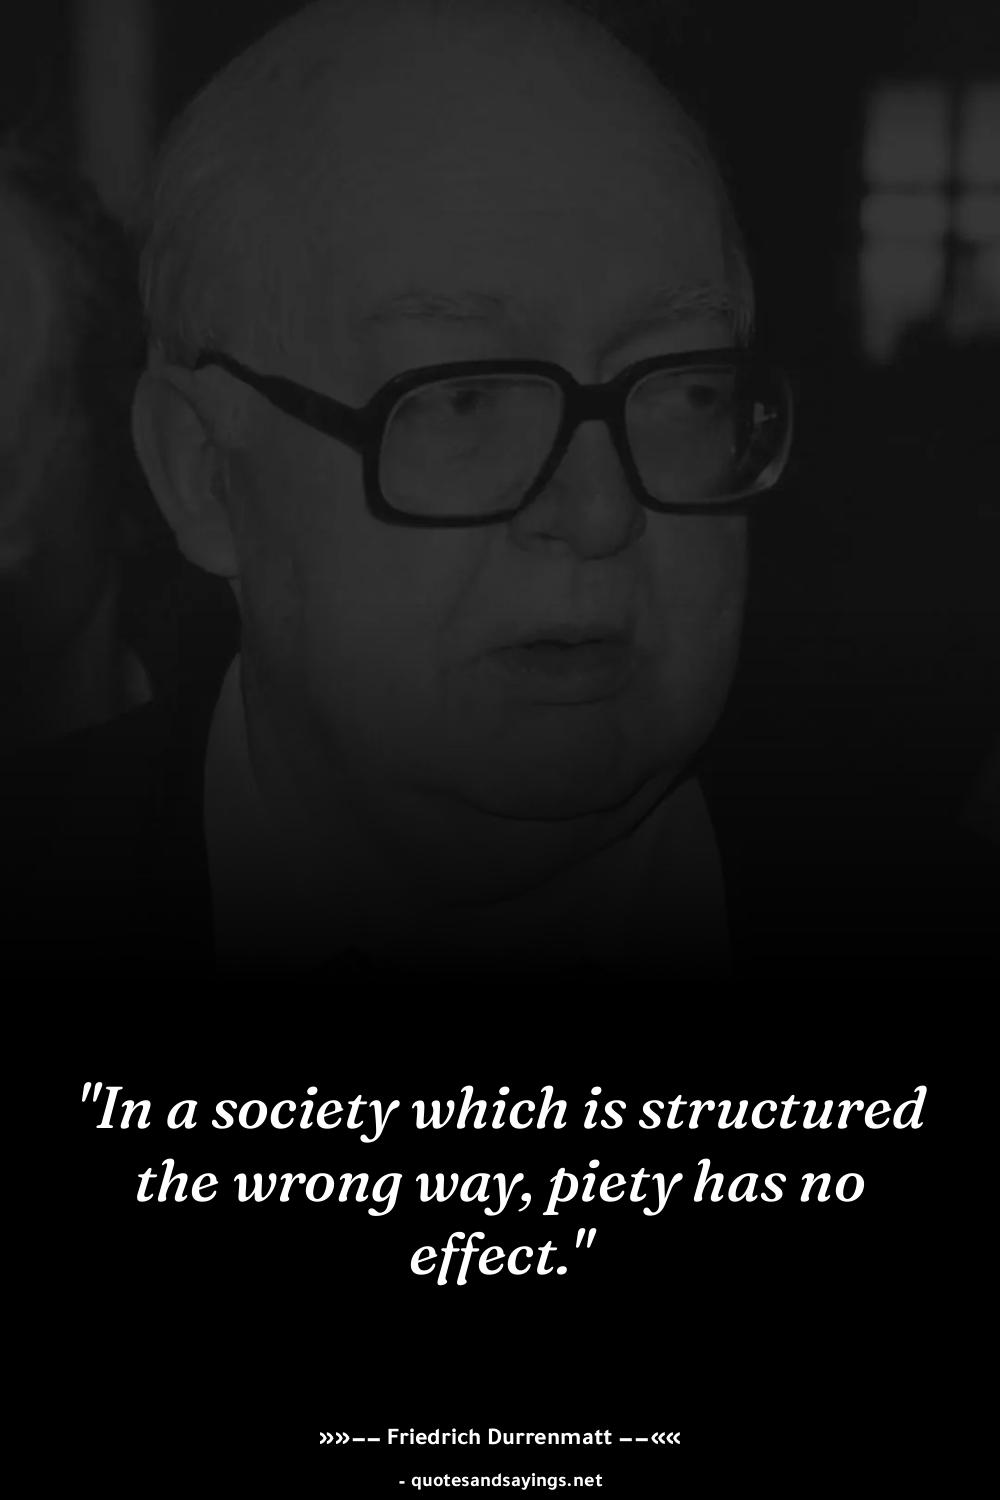 "In a society which is structured
the wrong way, piety has no
effect."
»»–– Friedrich Durrenmatt ––««
- quotesandsayings.net